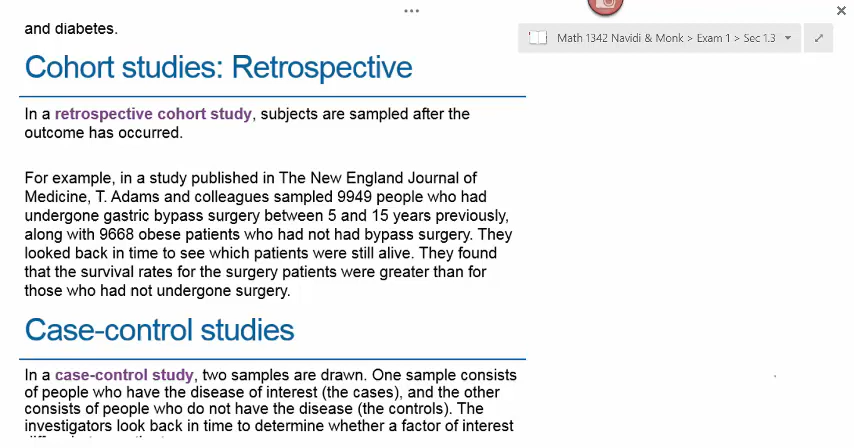 and diabetes.
Math 1342 Navidi & Monk > Exam 1 > Sec 1.3
Cohort studies: Retrospective
In a retrospective cohort study, subjects are sampled after the
outcome has occurred.
For example, in a study published in The New England Journal of
Medicine, T. Adams and colleagues sampled 9949 people who had
undergone gastric bypass surgery between 5 and 15 years previously,
along with 9668 obese patients who had not had bypass surgery. They
looked back in time to see which patients were still alive. They found
that the survival rates for the surgery patients were greater than for
those who had not undergone surgery.
Case-control studies
In a case-control study, two samples are drawn. One sample consists
of people who have the disease of interest (the cases), and the other
consists of people who do not have the disease (the controls). The
investigators look back in time to determine whether a factor of interest